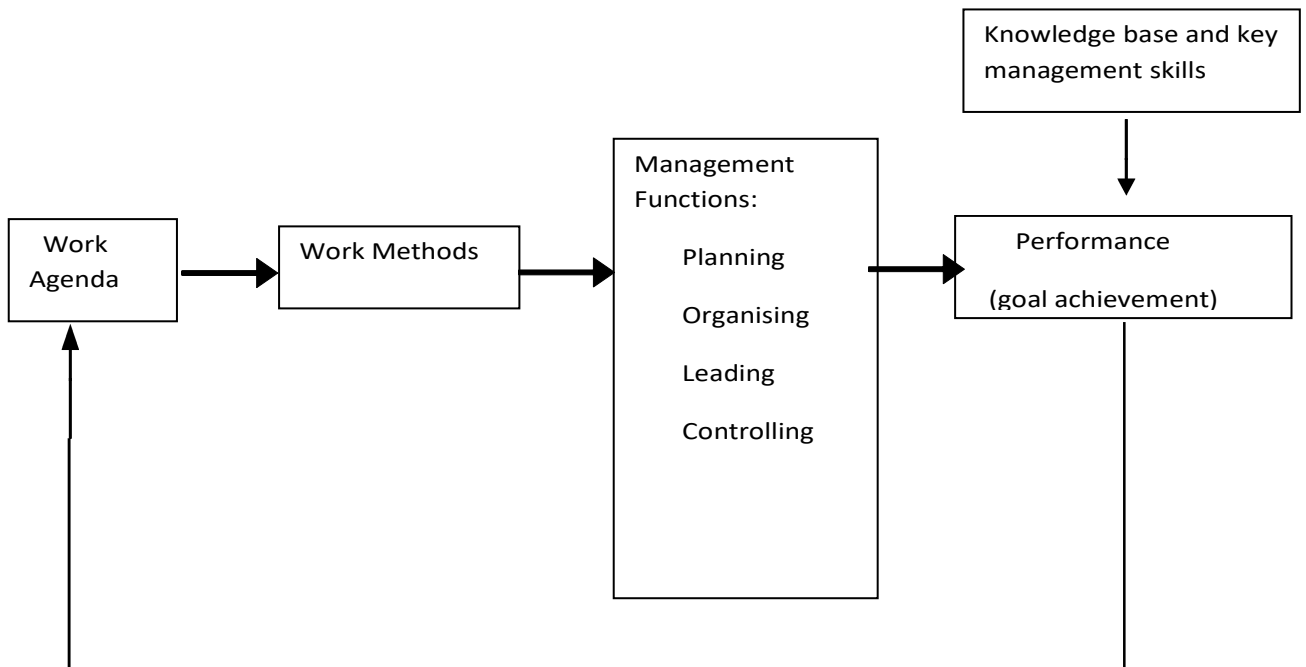 Knowledge base and key
management skills
Work
Agenda
Work Methods
Management
Functions:
Planning
Organising
Leading
Controlling
Performance
(goal achievement)